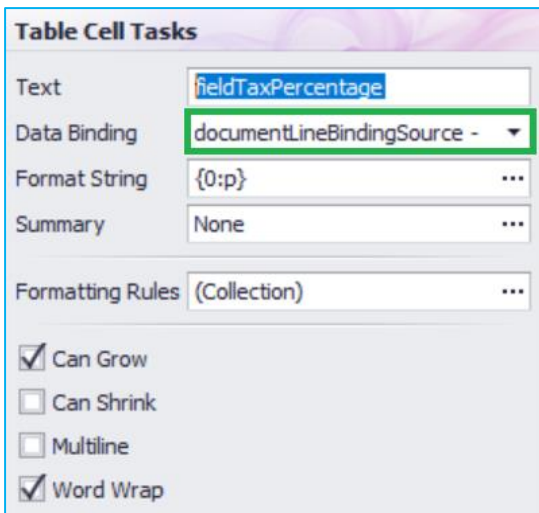 Table Cell Tasks
Text fieldTaxPercentage
Data Binding documentLineBindingSource -
Format String {0:p} ...
Summary None ...
Formatting Rules (Collection) ...
Can Grow
Can Shrink
Multiline
Word Wrap